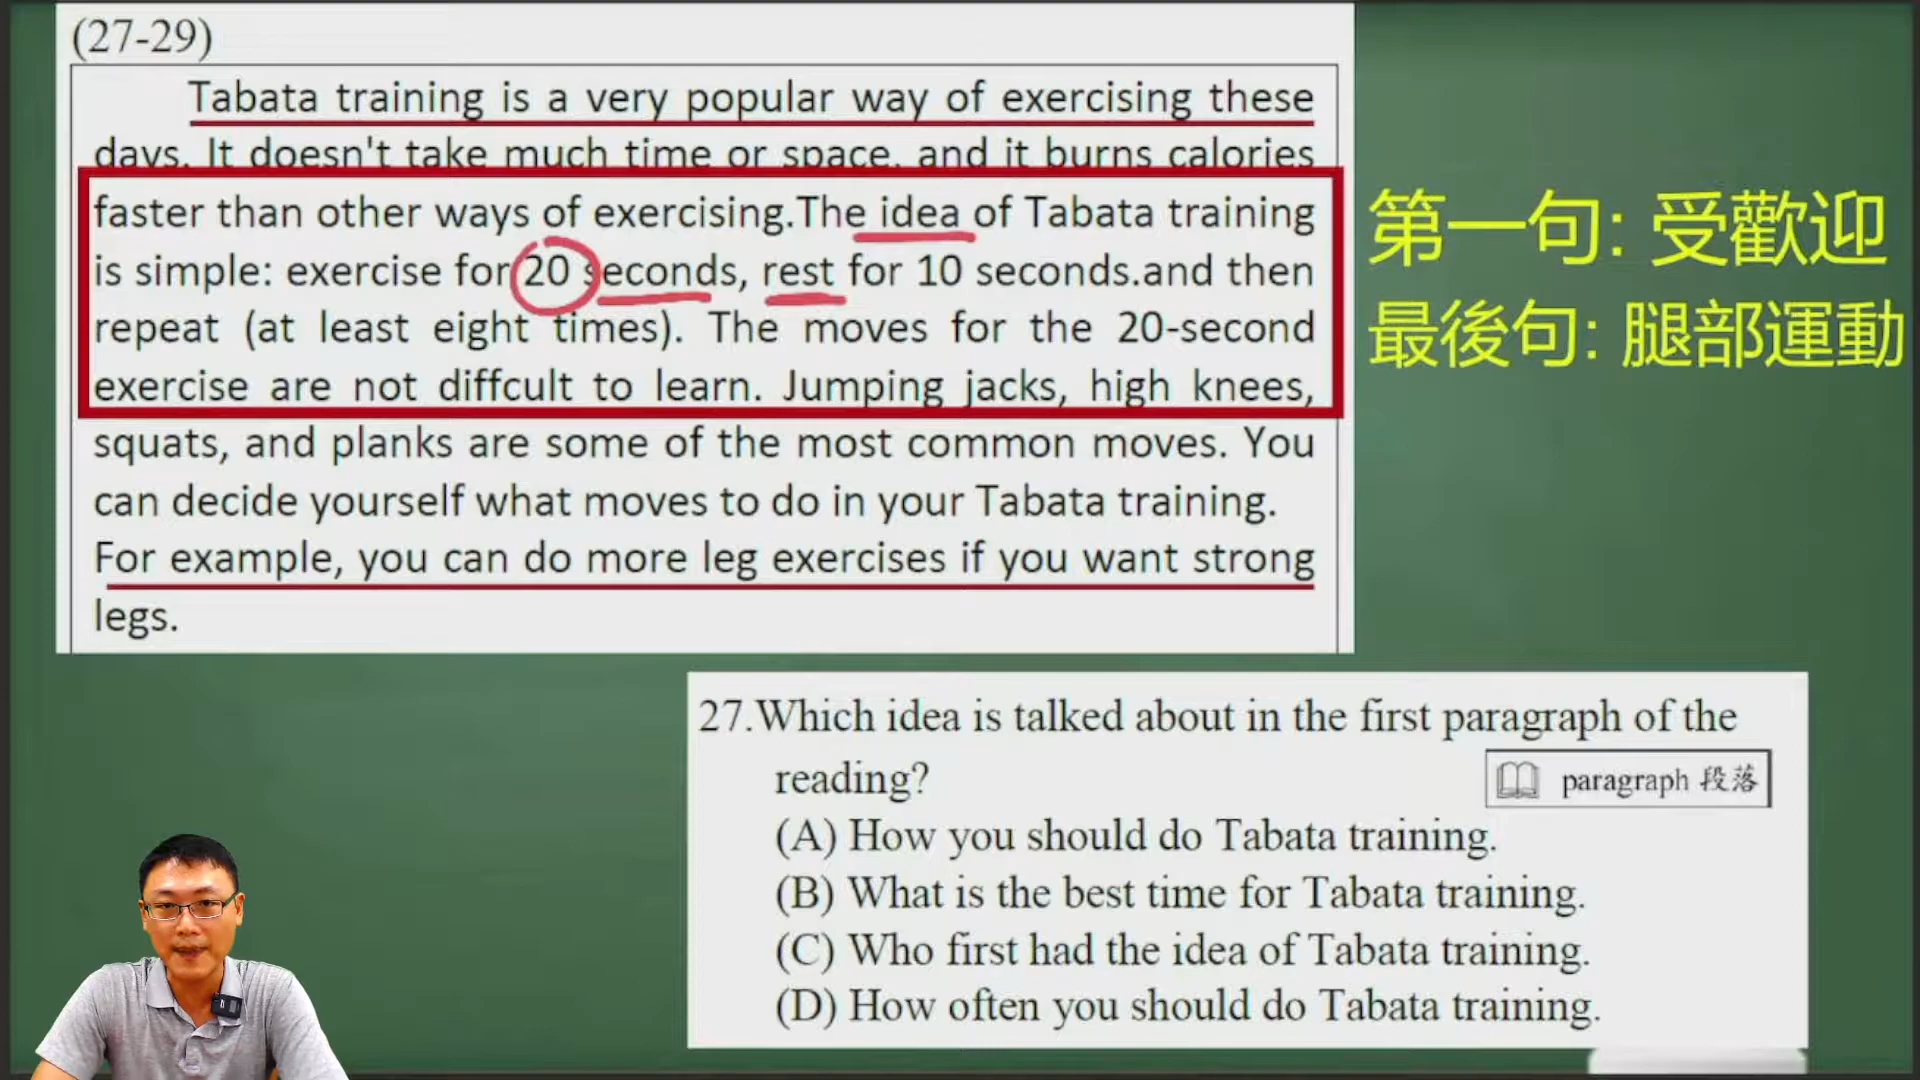 (27-29)
Tabata training is a very popular way of exercising these
days. It doesn't take much time or space, and it burns calories
faster than other ways of exercising.The idea of Tabata training
is simple: exercise for 20 seconds, rest for 10 seconds.and then
repeat (at least eight times). The moves for the 20-second
exercise are not diffcult to learn. Jumping jacks, high knees,
squats, and planks are some of the most common moves. You
can decide yourself what moves to do in your Tabata training.
For example, you can do more leg exercises if you want strong
legs.
第一句: 受歡迎
最後句: 腿部運動
27.Which idea is talked about in the first paragraph of the
reading?
paragraph 段落
(A) How you should do Tabata training.
(B) What is the best time for Tabata training.
(C) Who first had the idea of Tabata training.
(D) How often you should do Tabata training.